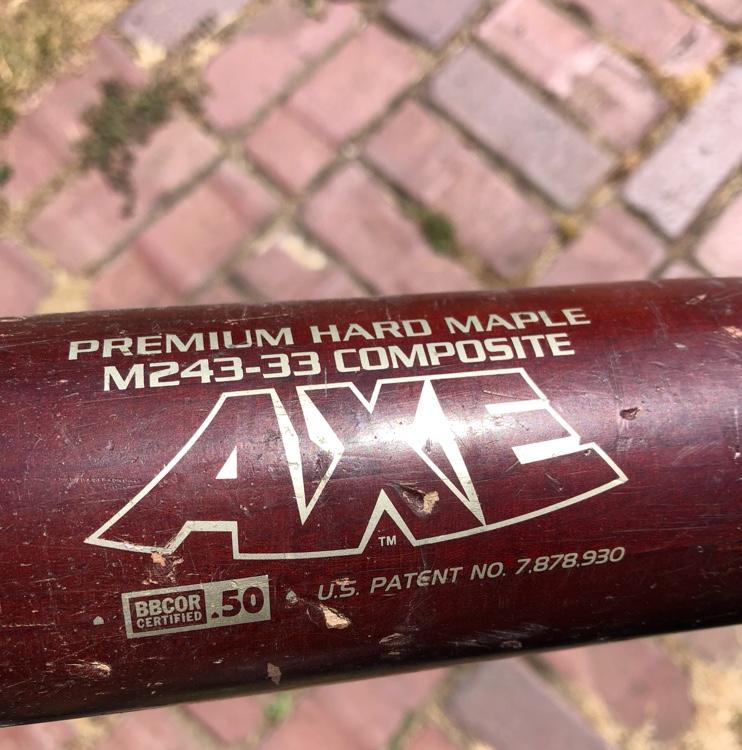 PREMIUM HARD MAPLE
M243-33 COMPOSITE
AXE
TM
BBCOR
CERTIFIED
.50
U.S. PATENT NO. 7,878,930